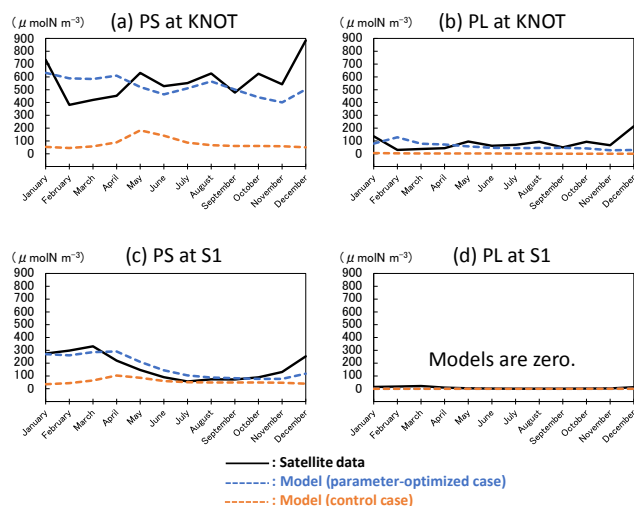 (a) PS at KNOT
(μ molN m⁻³)
900
800
700
600
500
400
300
200
100
0
January
February
March
April
May
June
July
August
September
October
November
December
(b) PL at KNOT
(μ molN m⁻³)
900
800
700
600
500
400
300
200
100
0
January
February
March
April
May
June
July
August
September
October
November
December
(c) PS at S1
(μ molN m⁻³)
900
800
700
600
500
400
300
200
100
0
January
February
March
April
May
June
July
August
September
October
November
December
(d) PL at S1
(μ molN m⁻³)
900
800
700
600
500
400
300
200
100
0
Models are zero.
January
February
March
April
May
June
July
August
September
October
November
December
: Satellite data
: Model (parameter-optimized case)
: Model (control case)